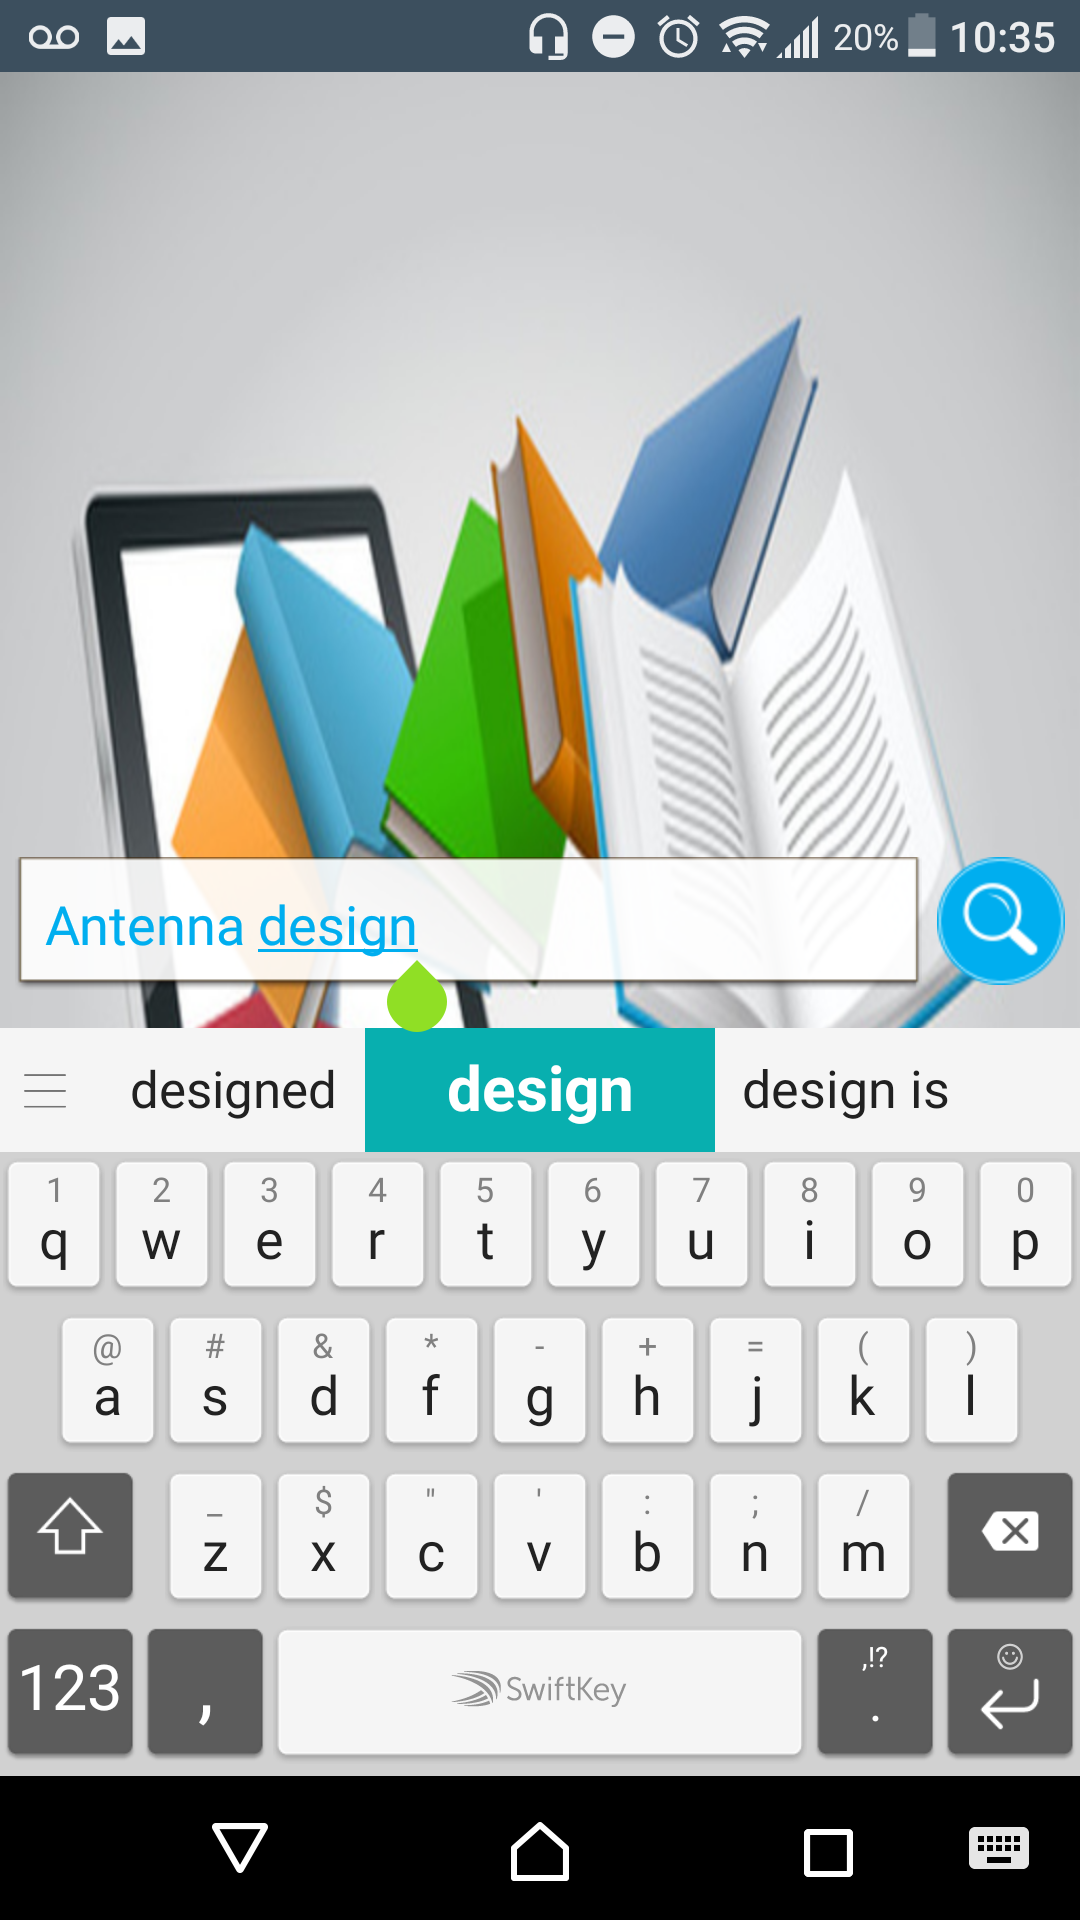 20% 10:35
Antenna design
designed design design is
1 2 3 4 5 6 7 8 9 0
q w e r t y u i o p
@ # & * - + = ( )
a s d f g h j k l
_ $ " ' : ; /
z x c v b n m
,!?
123 , SwiftKey .